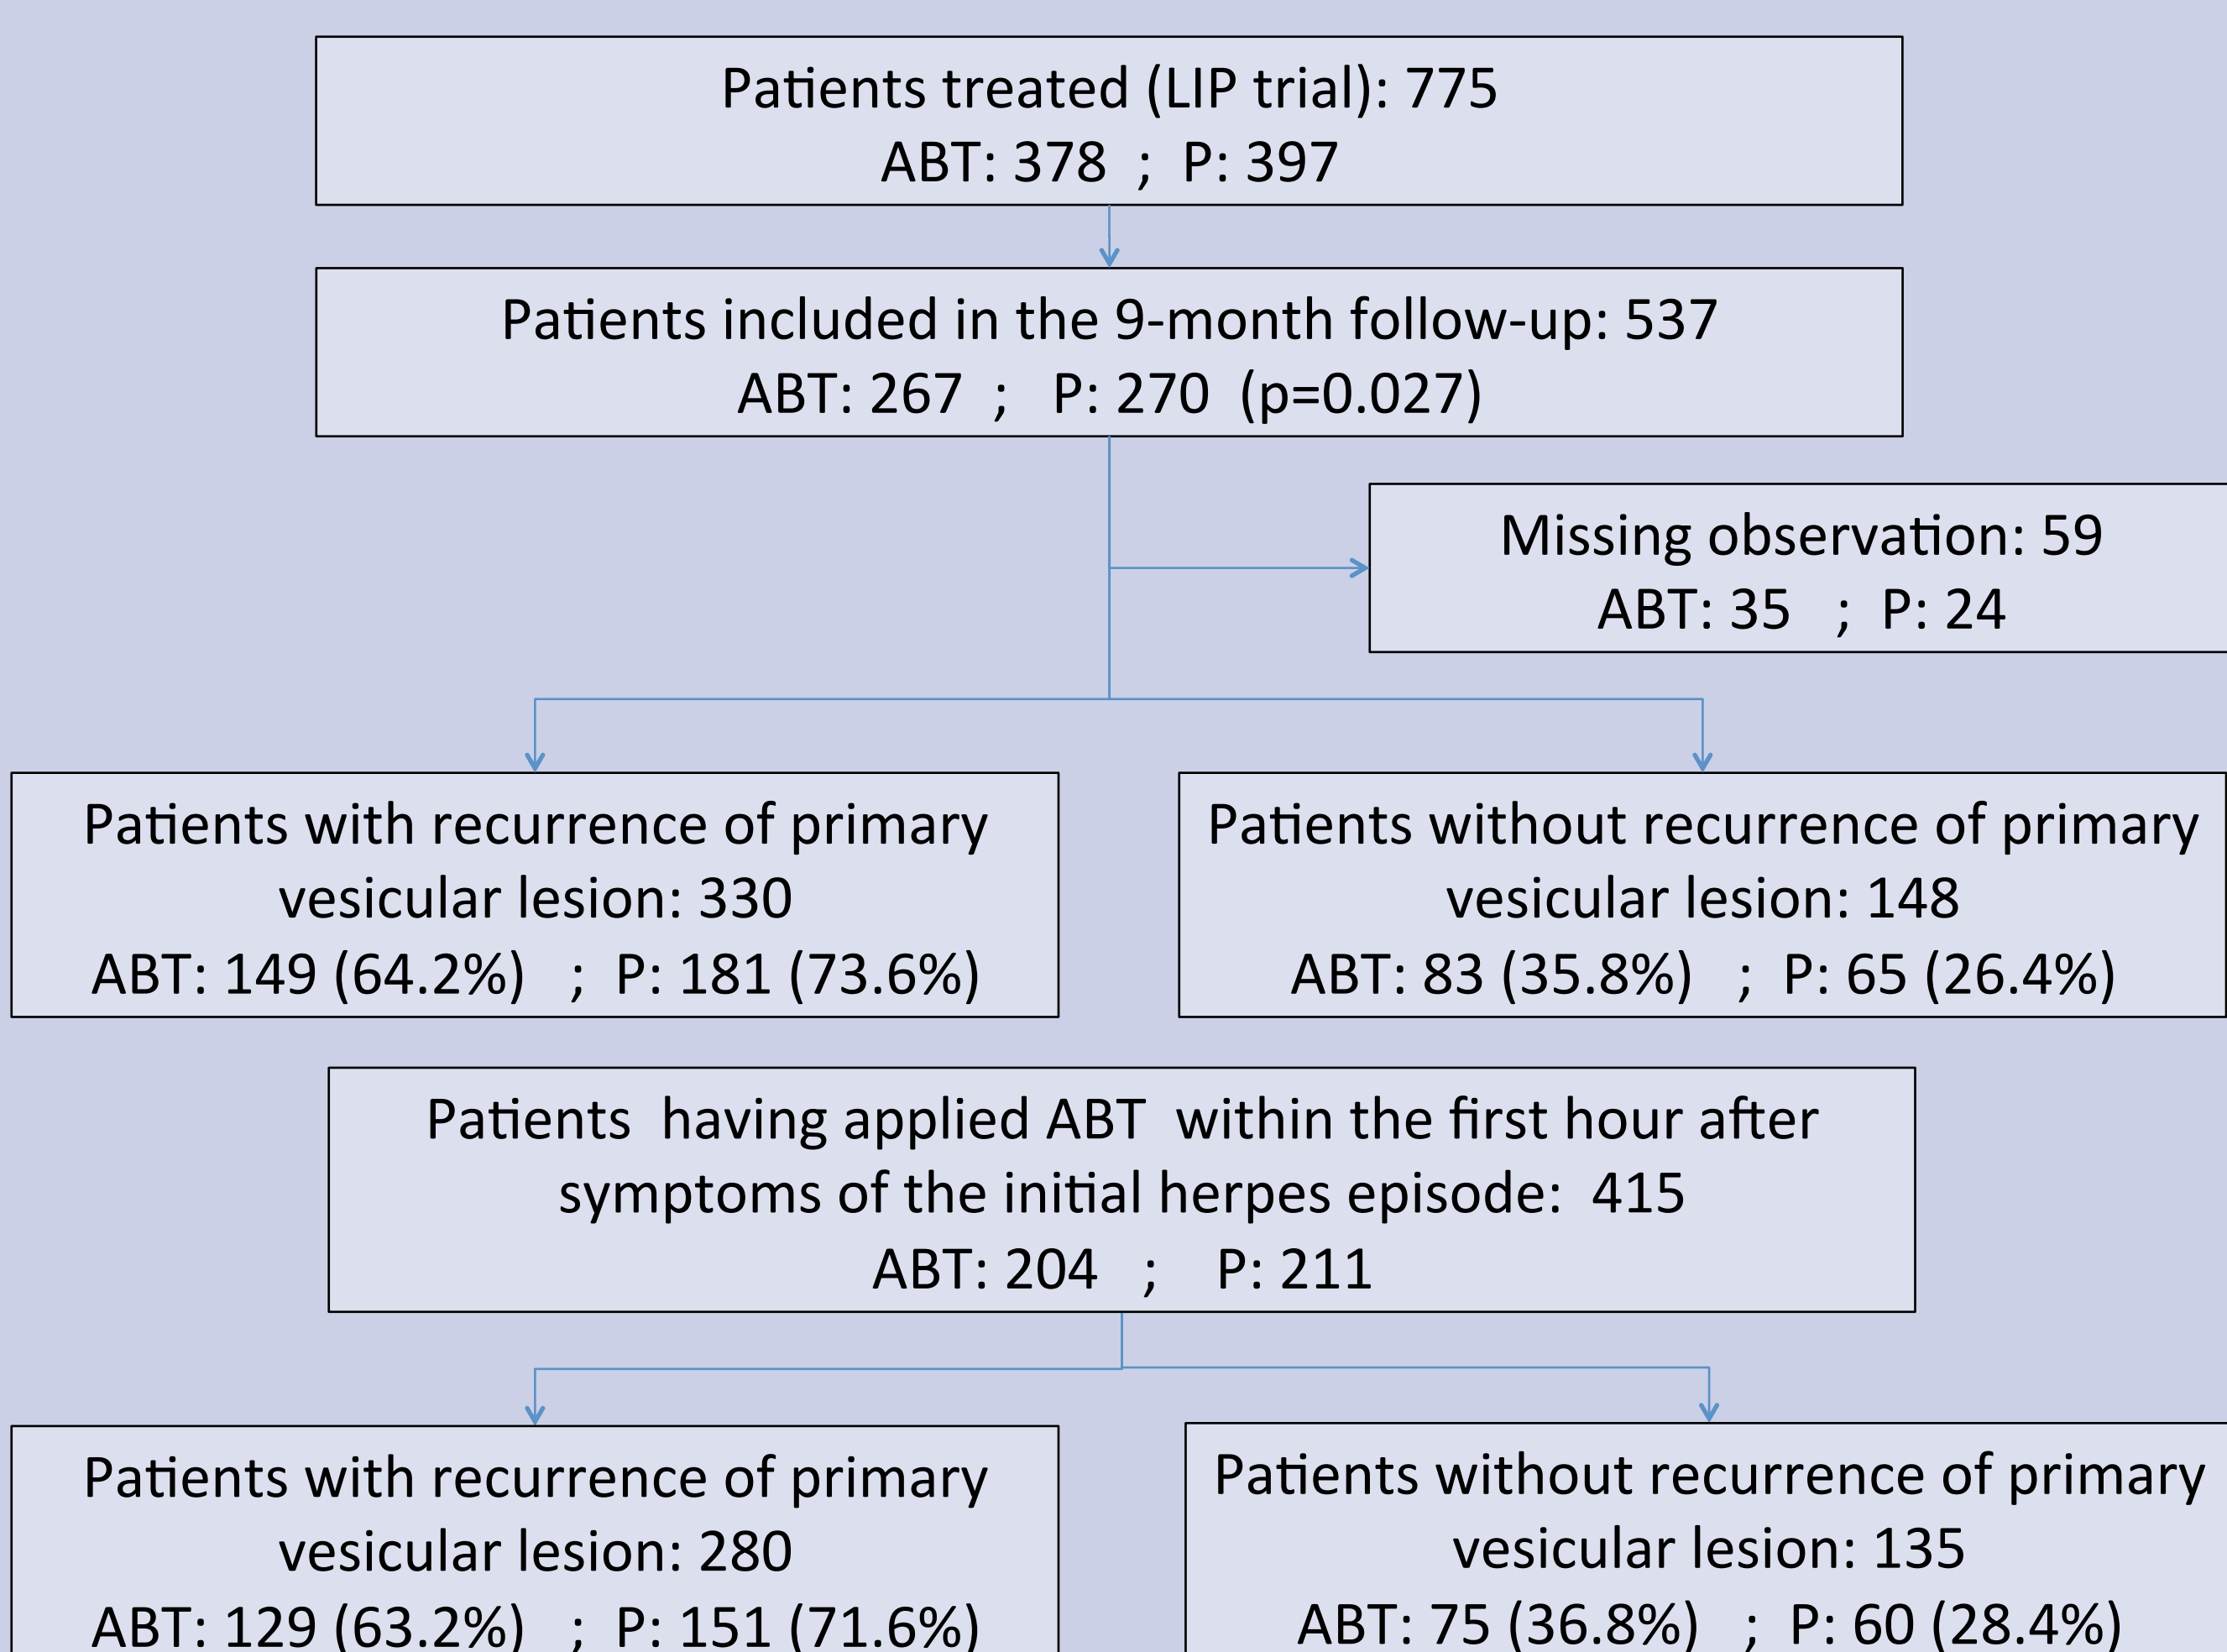 Patients treated (LIP trial): 775
ABT: 378 ; P: 397
Patients included in the 9-month follow-up: 537
ABT: 267 ; P: 270 (p=0.027)
Missing observation: 59
ABT: 35 ; P: 24
Patients with recurrence of primary
vesicular lesion: 330
ABT: 149 (64.2%) ; P: 181 (73.6%)
Patients without recurrence of primary
vesicular lesion: 148
ABT: 83 (35.8%) ; P: 65 (26.4%)
Patients having applied ABT within the first hour after
symptoms of the initial herpes episode: 415
ABT: 204 ; P: 211
Patients with recurrence of primary
vesicular lesion: 280
ABT: 129 (63.2%) ; P: 151 (71.6%)
Patients without recurrence of primary
vesicular lesion: 135
ABT: 75 (36.8%) ; P: 60 (28.4%)